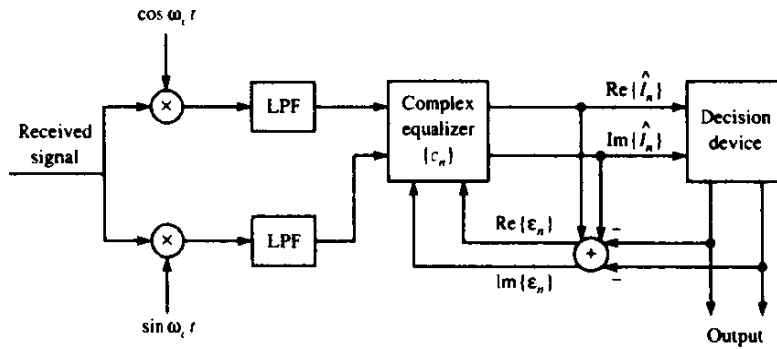 cos ω_c t
Received
signal
×
LPF
Complex
equalizer
{c_n}
Re{Î_n}
Im{Î_n}
Decision
device
×
LPF
Re{ε_n}
Im{ε_n}
+
−
−
sin ω_c t
Output